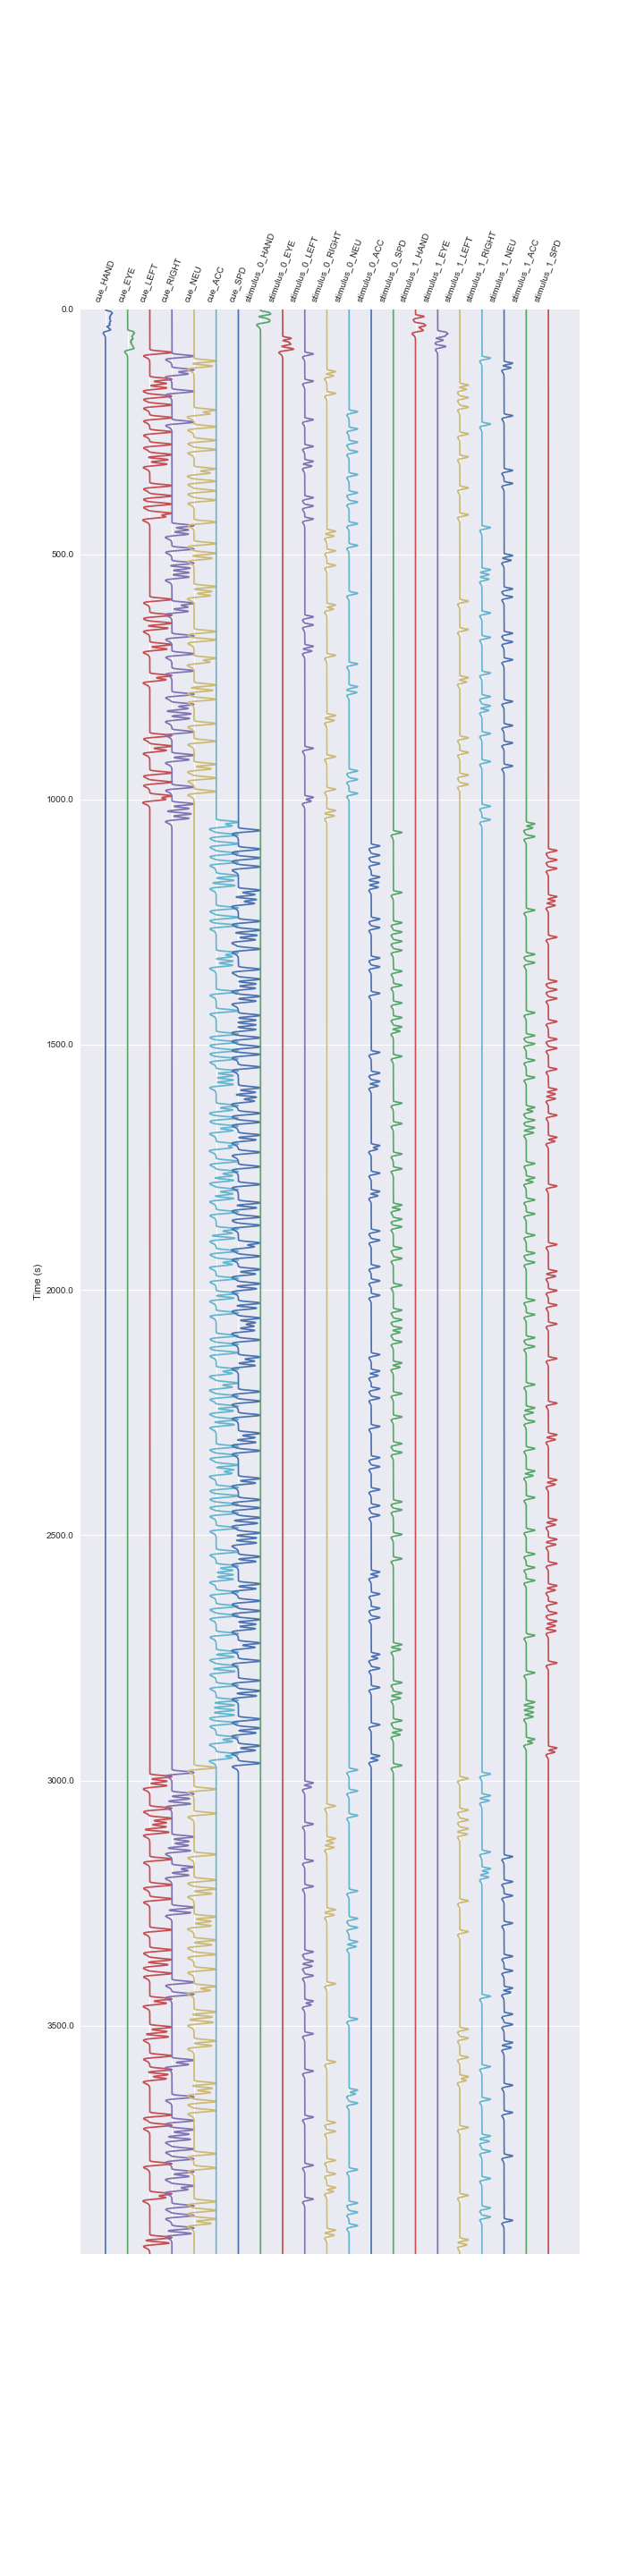 cue_HAND
cue_EYE
cue_LEFT
cue_RIGHT
cue_NEU
cue_ACC
cue_SPD
stimulus_0_HAND
stimulus_0_EYE
stimulus_0_LEFT
stimulus_0_RIGHT
stimulus_0_NEU
stimulus_0_ACC
stimulus_0_SPD
stimulus_1_HAND
stimulus_1_EYE
stimulus_1_LEFT
stimulus_1_RIGHT
stimulus_1_NEU
stimulus_1_ACC
stimulus_1_SPD
0.0
500.0
1000.0
1500.0
Time (s)
2000.0
2500.0
3000.0
3500.0